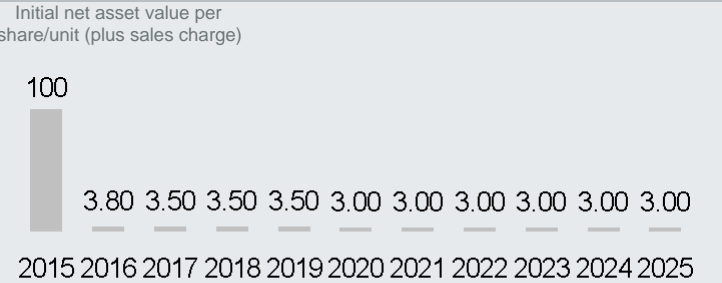 Initial net asset value per
share/unit (plus sales charge)
100
3.80 3.50 3.50 3.50 3.00 3.00 3.00 3.00 3.00 3.00
2015 2016 2017 2018 2019 2020 2021 2022 2023 2024 2025